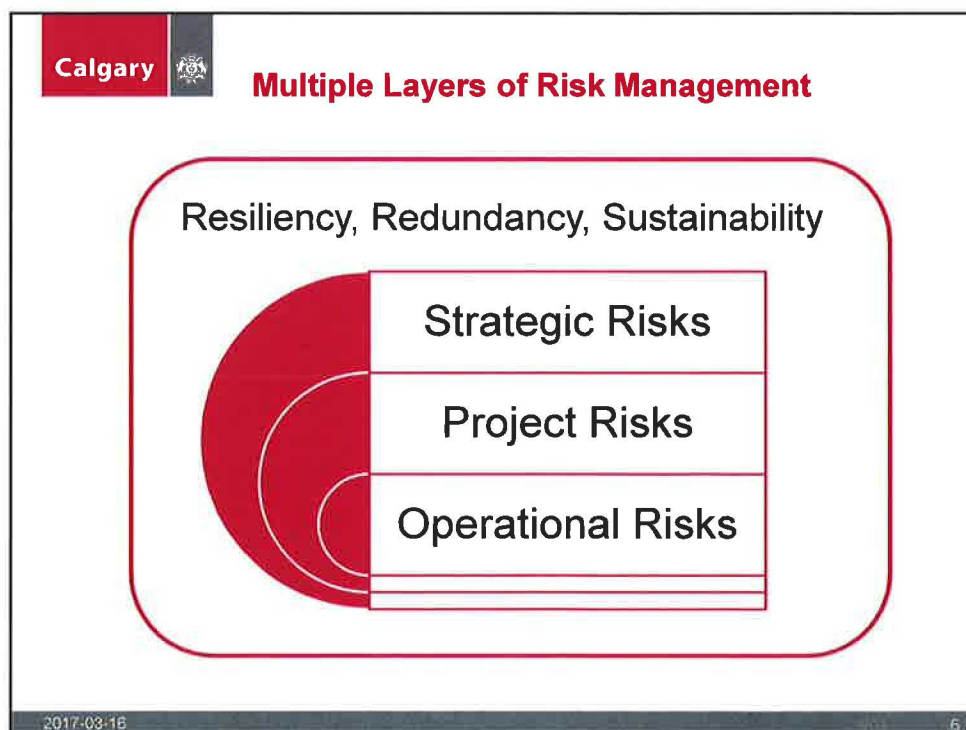 Calgary
Multiple Layers of Risk Management
Resiliency, Redundancy, Sustainability
Strategic Risks
Project Risks
Operational Risks
2017-03-16
6